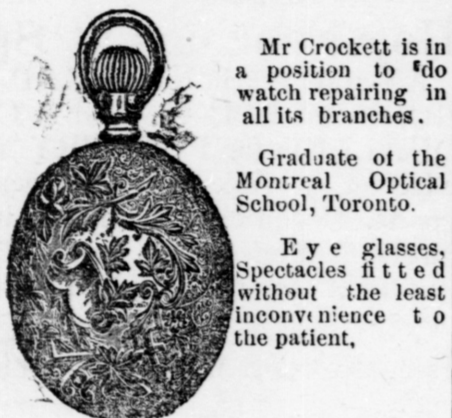 Mr Crockett is in
a position to do
watch repairing in
all its branches.
Graduate of the
Montreal Optical
School, Toronto.
Eye glasses,
Spectacles fitted
without the least
inconvenience to
the patient,